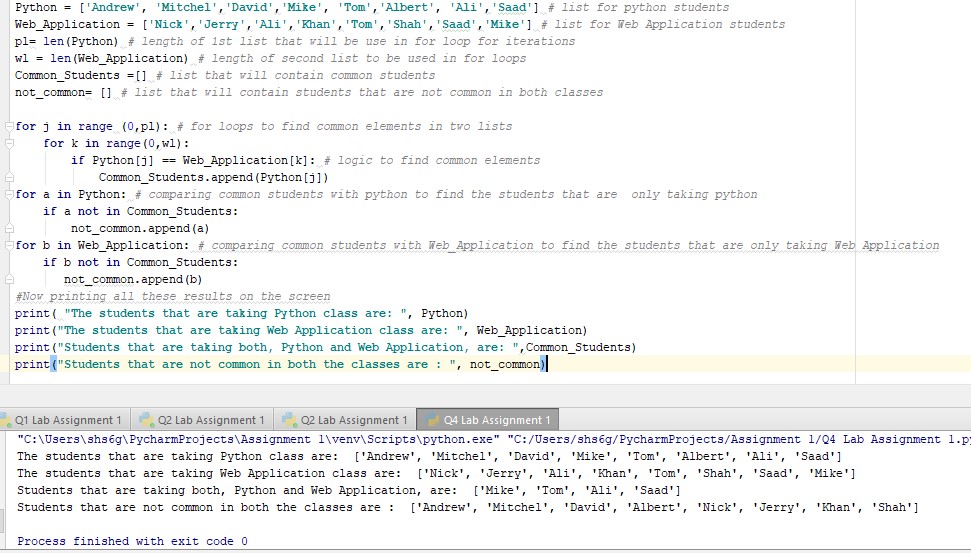 Python = ['Andrew', 'Mitchel','David','Mike', 'Tom','Albert', 'Ali','Saad'] # list for python students
Web_Application = ['Nick','Jerry','Ali','Khan','Tom','Shah','Saad','Mike'] # list for Web Application students
pl= len(Python) # length of 1st list that will be use in for loop for iterations
wl = len(Web_Application) # length of second list to be used in for loops
Common_Students =[] # list that will contain common students
not_common= [] # list that will contain students that are not common in both classes
for j in range (0,pl): # for loops to find common elements in two lists
    for k in range(0,wl):
        if Python[j] == Web_Application[k]: # logic to find common elements
            Common_Students.append(Python[j])
for a in Python: # comparing common students with python to find the students that are  only taking python
    if a not in Common_Students:
        not_common.append(a)
for b in Web_Application: # comparing common students with Web_Application to find the students that are only taking Web Application
    if b not in Common_Students:
       not_common.append(b)
#Now printing all these results on the screen
print( "The students that are taking Python class are: ", Python)
print("The students that are taking Web Application class are: ", Web_Application)
print("Students that are taking both, Python and Web Application, are: ",Common_Students)
print("Students that are not common in both the classes are : ", not_common)
Q1 Lab Assignment 1
Q2 Lab Assignment 1
Q2 Lab Assignment 1
Q4 Lab Assignment 1
"C:\Users\shs6g\PycharmProjects\Assignment 1\venv\Scripts\python.exe" "C:/Users/shs6g/PycharmProjects/Assignment 1/Q4 Lab Assignment 1.py
The students that are taking Python class are:  ['Andrew', 'Mitchel', 'David', 'Mike', 'Tom', 'Albert', 'Ali', 'Saad']
The students that are taking Web Application class are:  ['Nick', 'Jerry', 'Ali', 'Khan', 'Tom', 'Shah', 'Saad', 'Mike']
Students that are taking both, Python and Web Application, are:  ['Mike', 'Tom', 'Ali', 'Saad']
Students that are not common in both the classes are :  ['Andrew', 'Mitchel', 'David', 'Albert', 'Nick', 'Jerry', 'Khan', 'Shah']
Process finished with exit code 0